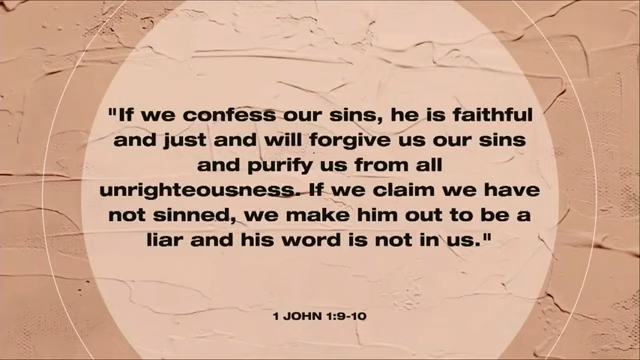 "If we confess our sins, he is faithful
and just and will forgive us our sins
and purify us from all
unrighteousness. If we claim we have
not sinned, we make him out to be a
liar and his word is not in us."
1 JOHN 1:9-10